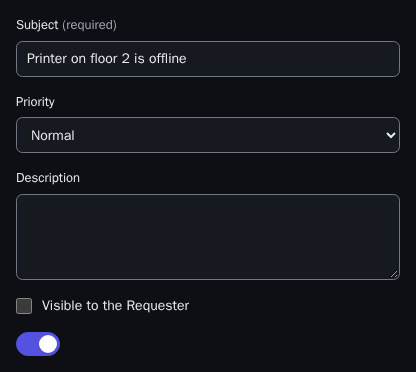 Subject (required)
Printer on floor 2 is offline
Priority
Normal
Description
Visible to the Requester